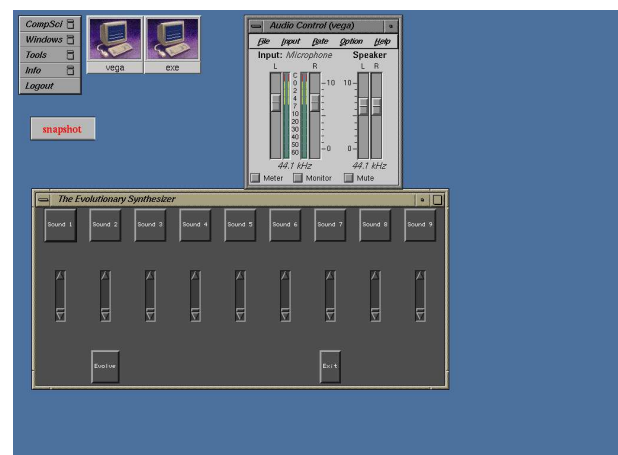 CompSci
Windows
Tools
Info
Logout
vega
exe
snapshot
Audio Control (vega)
File Input Rate Option Help
Input: Microphone Speaker
L R L R
C
0
2
4
7
10
20
30
40
50
60
10 10
0 0
44.1 kHz 44.1 kHz
Meter Monitor Mute
The Evolutionary Synthesizer
Sound 1 Sound 2 Sound 3 Sound 4 Sound 5 Sound 6 Sound 7 Sound 8 Sound 9
Evolve Exit